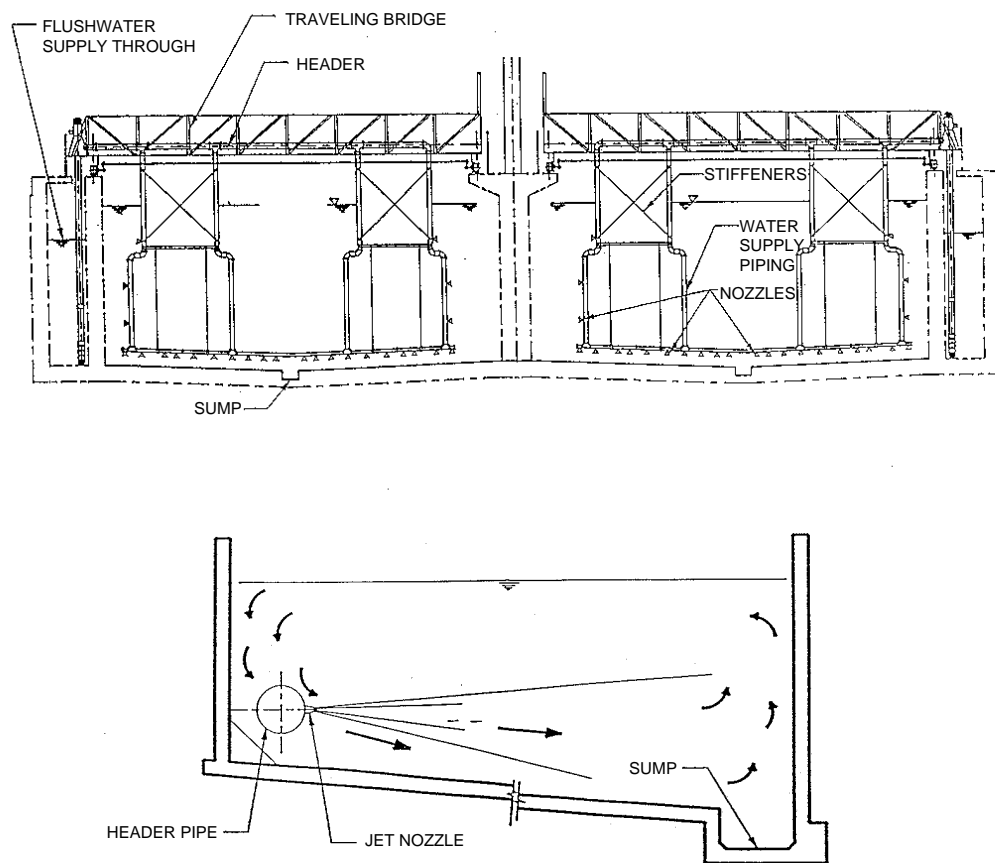 FLUSHWATER
SUPPLY THROUGH
TRAVELING BRIDGE
HEADER
STIFFENERS
WATER
SUPPLY
PIPING
NOZZLES
SUMP
SUMP
HEADER PIPE
JET NOZZLE